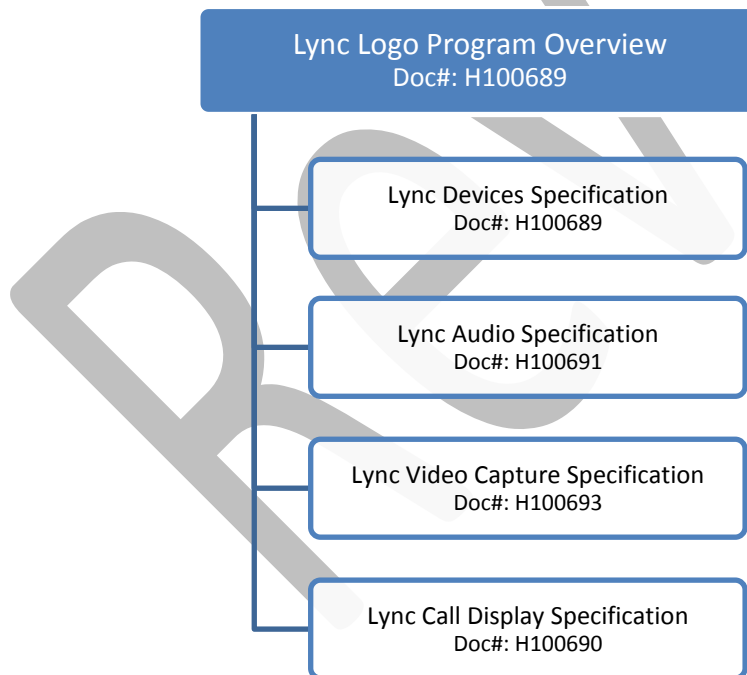 Lync Logo Program Overview
Doc#: H100689
Lync Devices Specification
Doc#: H100689
Lync Audio Specification
Doc#: H100691
Lync Video Capture Specification
Doc#: H100693
Lync Call Display Specification
Doc#: H100690